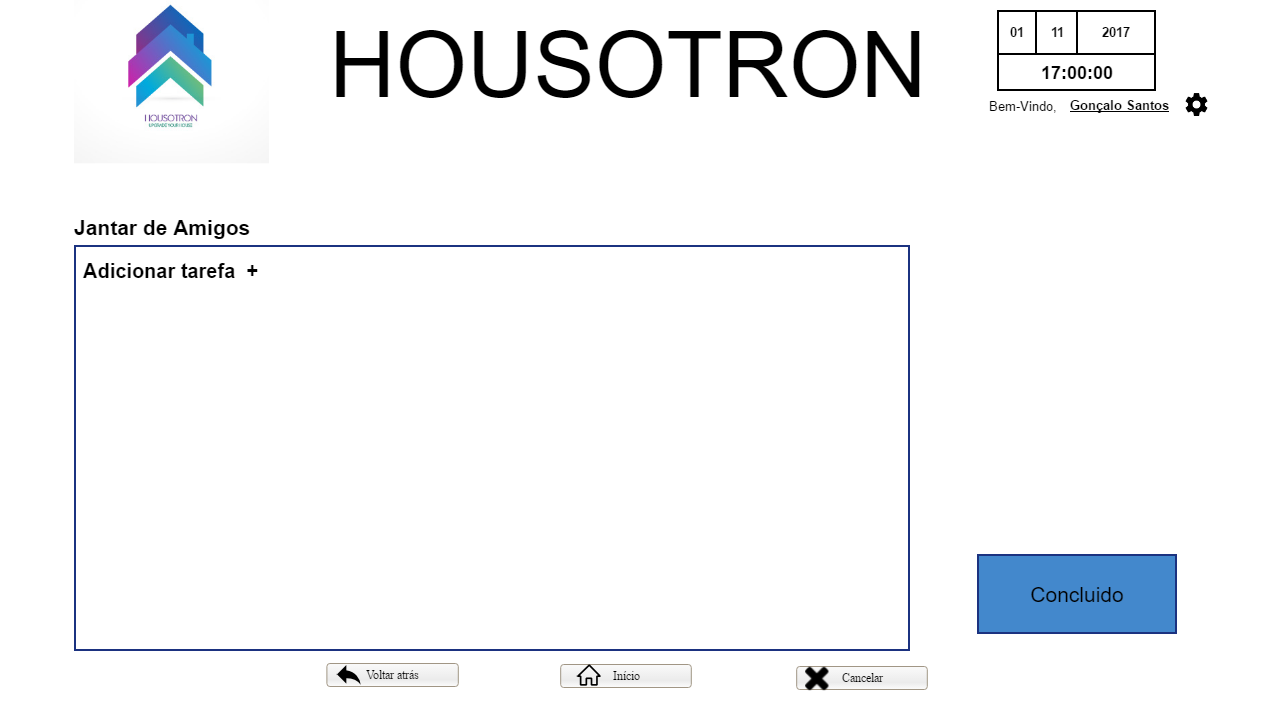 HOUSOTRON
HOUSOTRON
UPGRADE YOUR HOUSE
01 11 2017
17:00:00
Bem-Vindo, Gonçalo Santos
Jantar de Amigos
Adicionar tarefa +
Concluido
Voltar atrás
Início
Cancelar